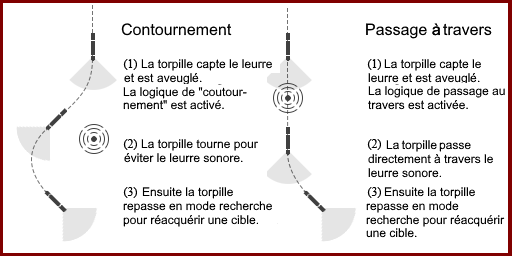 Contournement
(1) La torpille capte le leurre
et est aveuglé.
La logique de "coutour-
nement" est activé.
(2) La torpille tourne pour
éviter le leurre sonore.
(3) Ensuite la torpille
repasse en mode recherche
pour réacquérir une cible.
Passage à travers
(1) La torpille capte le
leurre et est aveuglé.
La logique de passage au
travers est activée.
(2) La torpille passe
directement à travers le
leurre sonore.
(3) Ensuite la torpille
repasse en mode
recherche pour réacquérir
une cible.